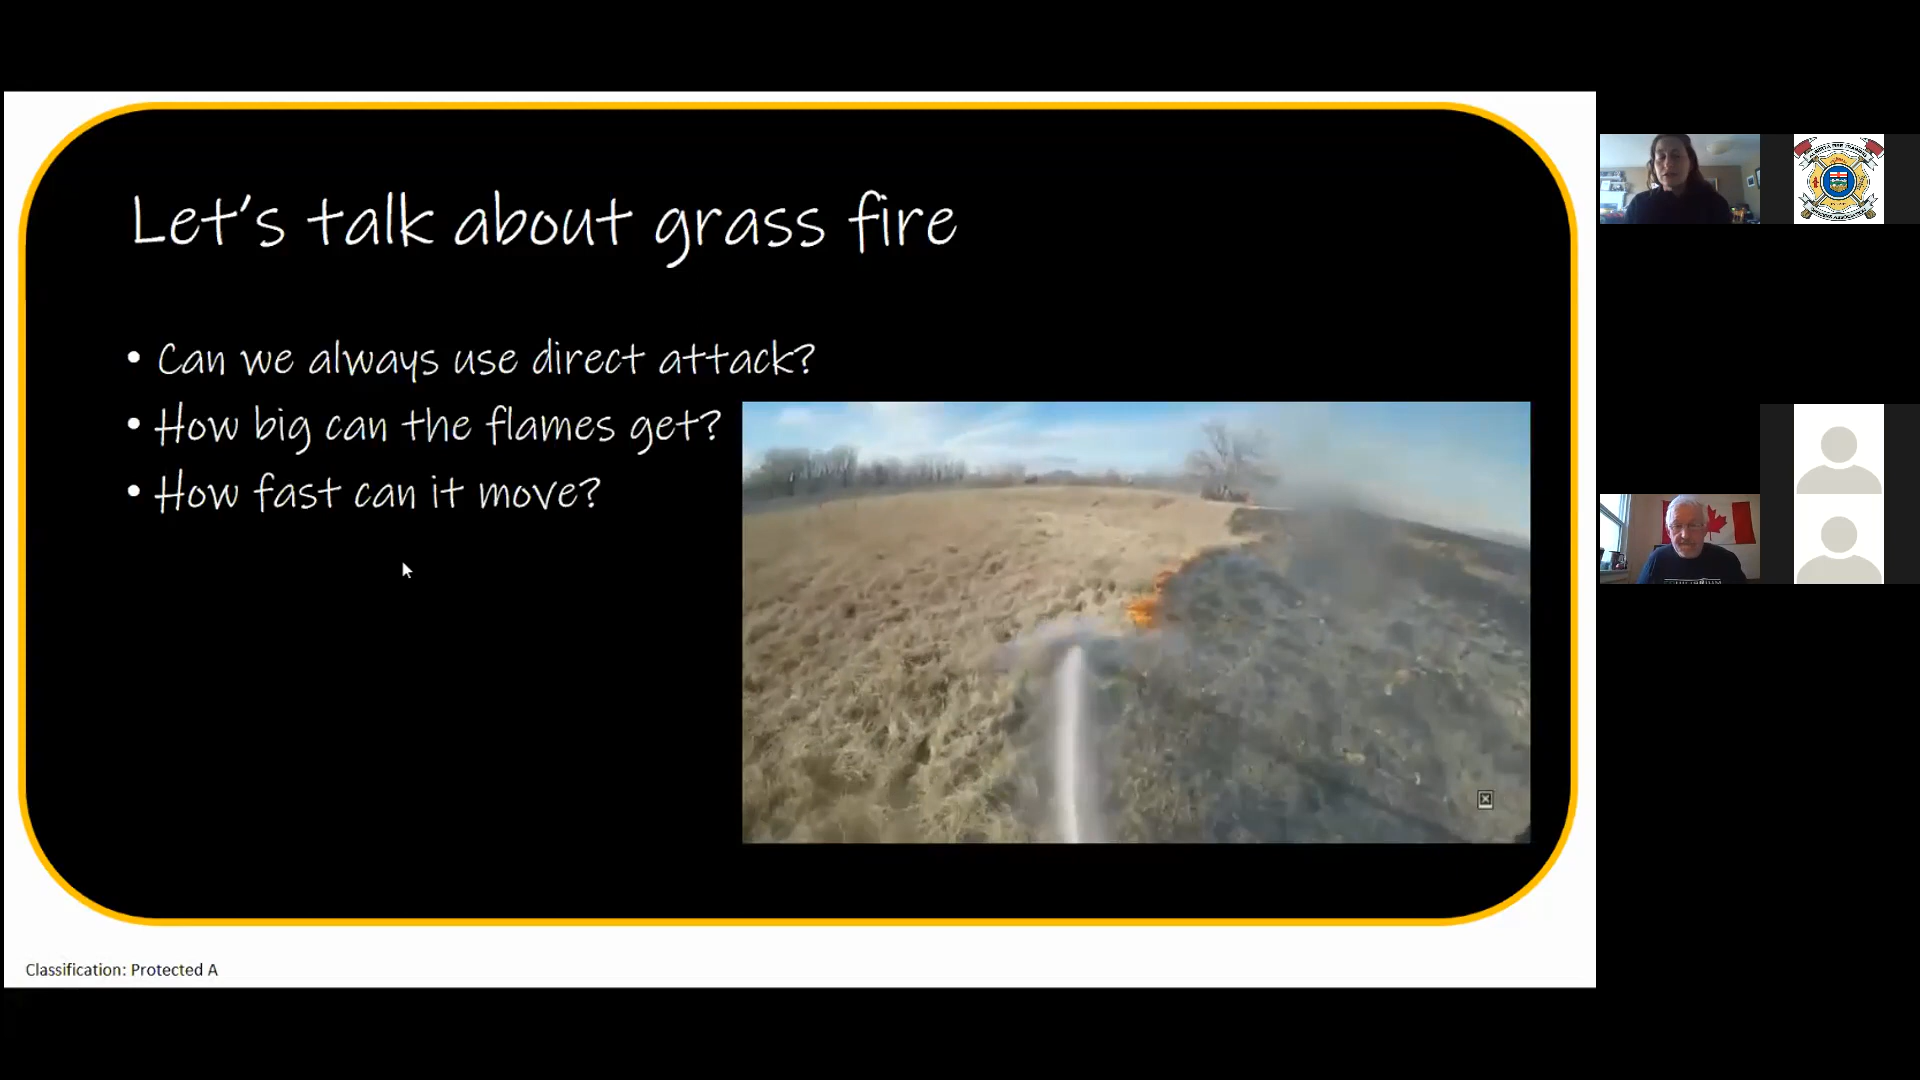 Let's talk about grass fire
• Can we always use direct attack?
• How big can the flames get?
• How fast can it move?
Classification: Protected A